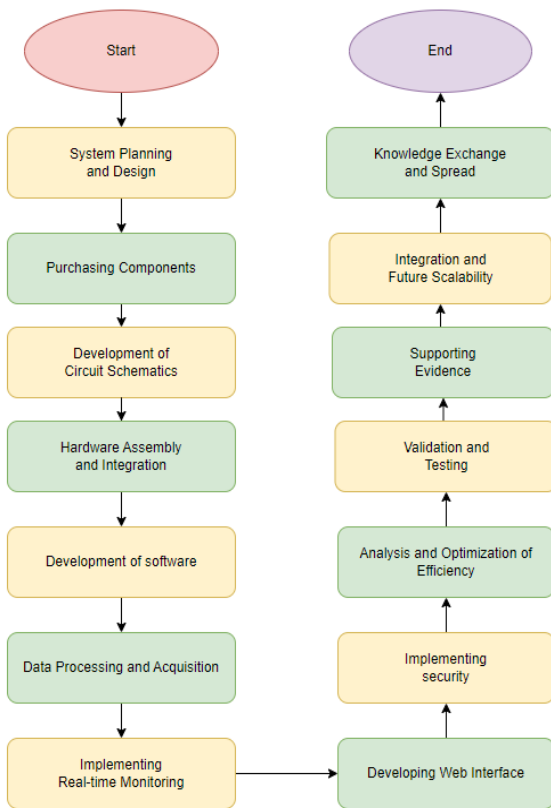 Start
System Planning
and Design
Purchasing Components
Development of
Circuit Schematics
Hardware Assembly
and Integration
Development of software
Data Processing and Acquisition
Implementing
Real-time Monitoring
Developing Web Interface
Implementing
security
Analysis and Optimization of
Efficiency
Validation and
Testing
Supporting
Evidence
Integration and
Future Scalability
Knowledge Exchange
and Spread
End